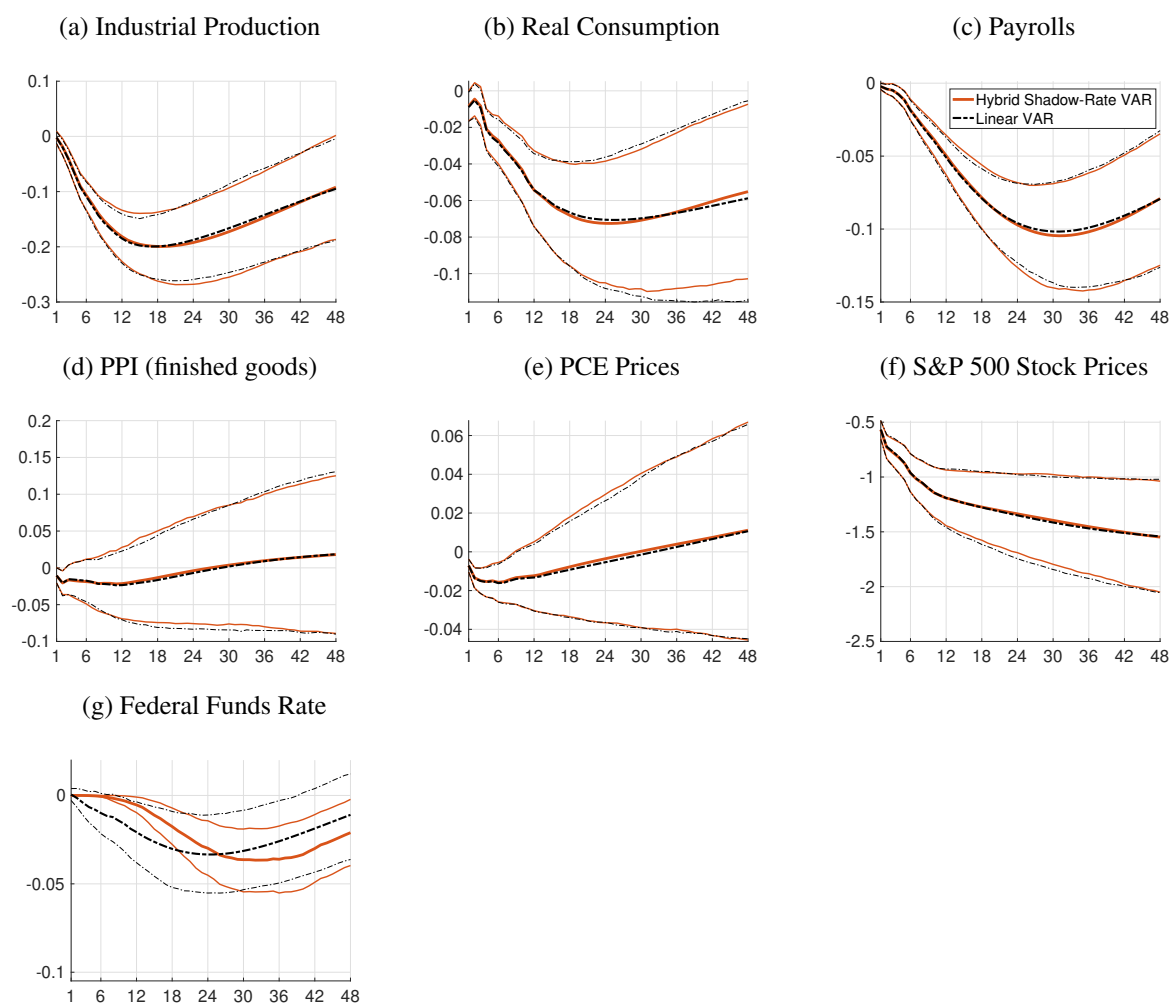 (a) Industrial Production
(b) Real Consumption
(c) Payrolls
0.1
0
-0.1
-0.2
-0.3
1 6 12 18 24 30 36 42 48
0
-0.02
-0.04
-0.06
-0.08
-0.1
1 6 12 18 24 30 36 42 48
0
-0.05
-0.1
-0.15
1 6 12 18 24 30 36 42 48
Hybrid Shadow-Rate VAR
Linear VAR
(d) PPI (finished goods)
(e) PCE Prices
(f) S&P 500 Stock Prices
0.2
0.15
0.1
0.05
0
-0.05
-0.1
1 6 12 18 24 30 36 42 48
0.06
0.04
0.02
0
-0.02
-0.04
1 6 12 18 24 30 36 42 48
-0.5
-1
-1.5
-2
-2.5
1 6 12 18 24 30 36 42 48
(g) Federal Funds Rate
0
-0.05
-0.1
1 6 12 18 24 30 36 42 48